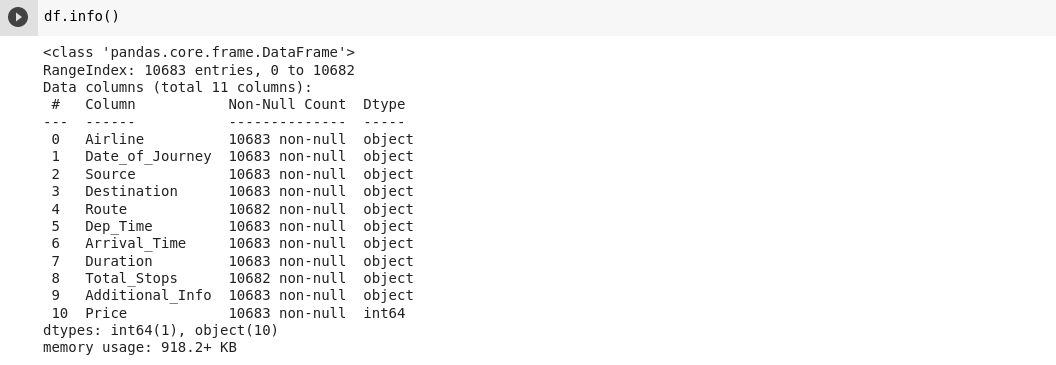 df.info()
<class 'pandas.core.frame.DataFrame'>
RangeIndex: 10683 entries, 0 to 10682
Data columns (total 11 columns):
 #   Column           Non-Null Count  Dtype
---  ------           --------------  -----
 0   Airline          10683 non-null  object
 1   Date_of_Journey  10683 non-null  object
 2   Source           10683 non-null  object
 3   Destination      10683 non-null  object
 4   Route            10682 non-null  object
 5   Dep_Time         10683 non-null  object
 6   Arrival_Time     10683 non-null  object
 7   Duration         10683 non-null  object
 8   Total_Stops      10682 non-null  object
 9   Additional_Info  10683 non-null  object
 10  Price            10683 non-null  int64
dtypes: int64(1), object(10)
memory usage: 918.2+ KB